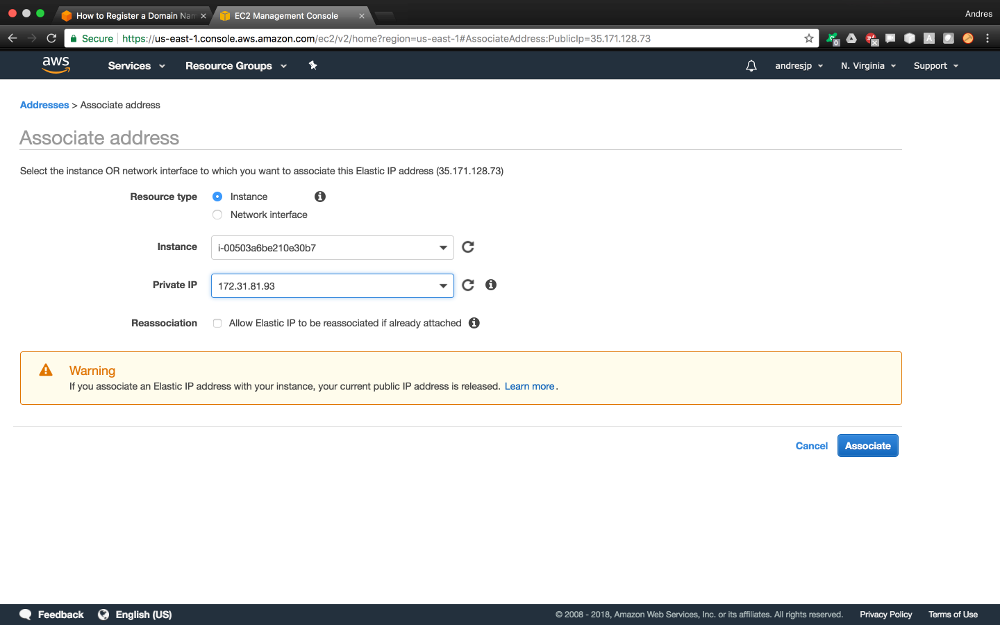 How to Register a Domain Nam
EC2 Management Console
Andres
Secure https://us-east-1.console.aws.amazon.com/ec2/v2/home?region=us-east-1#AssociateAddress:PublicIp=35.171.128.73
0
A
aws Services Resource Groups andresjp N. Virginia Support
Addresses > Associate address
Associate address
Select the instance OR network interface to which you want to associate this Elastic IP address (35.171.128.73)
Resource type Instance
Network interface
Instance i-00503a6be210e30b7
Private IP 172.31.81.93
Reassociation Allow Elastic IP to be reassociated if already attached
Warning
If you associate an Elastic IP address with your instance, your current public IP address is released. Learn more.
Cancel Associate
Feedback English (US) © 2008 - 2018, Amazon Web Services, Inc. or its affiliates. All rights reserved. Privacy Policy Terms of Use